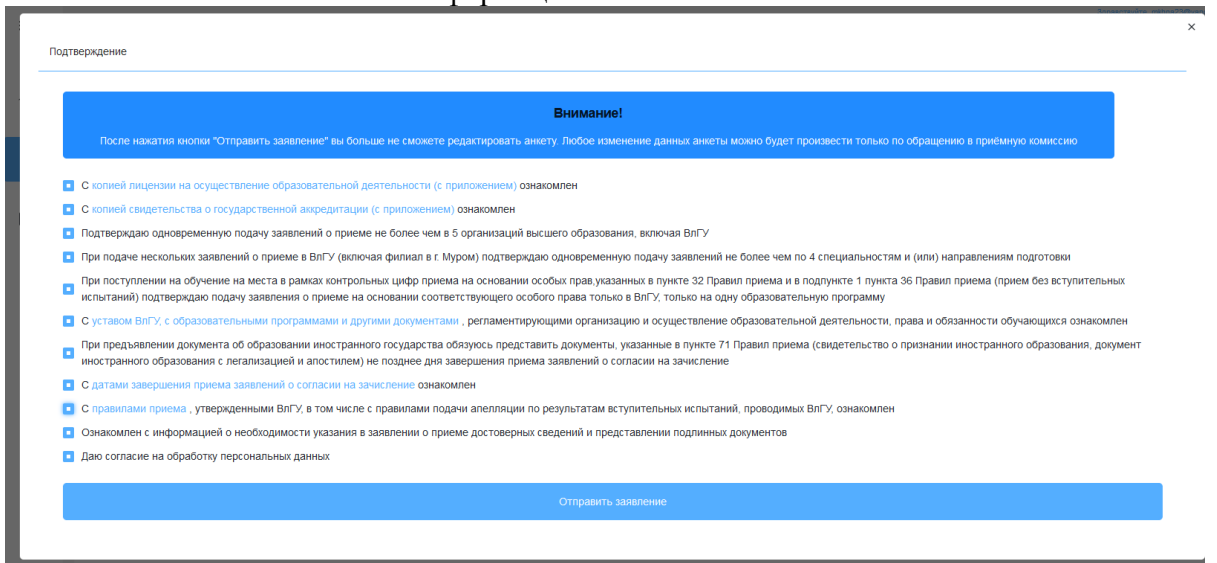 ×
Подтверждение
Внимание!
После нажатия кнопки "Отправить заявление" вы больше не сможете редактировать анкету. Любое изменение данных анкеты можно будет произвести только по обращению в приёмную комиссию
С копией лицензии на осуществление образовательной деятельности (с приложением) ознакомлен
С копией свидетельства о государственной аккредитации (с приложением) ознакомлен
Подтверждаю одновременную подачу заявлений о приеме не более чем в 5 организаций высшего образования, включая ВлГУ
При подаче нескольких заявлений о приеме в ВлГУ (включая филиал в г. Муром) подтверждаю одновременную подачу заявлений не более чем по 4 специальностям и (или) направлениям подготовки
При поступлении на обучение на места в рамках контрольных цифр приема на основании особых прав,указанных в пункте 32 Правил приема и в подпункте 1 пункта 36 Правил приема (прием без вступительных
испытаний) подтверждаю подачу заявления о приеме на основании соответствующего особого права только в ВлГУ, только на одну образовательную программу
С уставом ВлГУ, с образовательными программами и другими документами , регламентирующими организацию и осуществление образовательной деятельности, права и обязанности обучающихся ознакомлен
При предъявлении документа об образовании иностранного государства обязуюсь представить документы, указанные в пункте 71 Правил приема (свидетельство о признании иностранного образования, документ
иностранного образования с легализацией и апостилем) не позднее дня завершения приема заявлений о согласии на зачисление
С датами завершения приема заявлений о согласии на зачисление ознакомлен
С правилами приема , утвержденными ВлГУ, в том числе с правилами подачи апелляции по результатам вступительных испытаний, проводимых ВлГУ, ознакомлен
Ознакомлен с информацией о необходимости указания в заявлении о приеме достоверных сведений и представлении подлинных документов
Даю согласие на обработку персональных данных
Отправить заявление